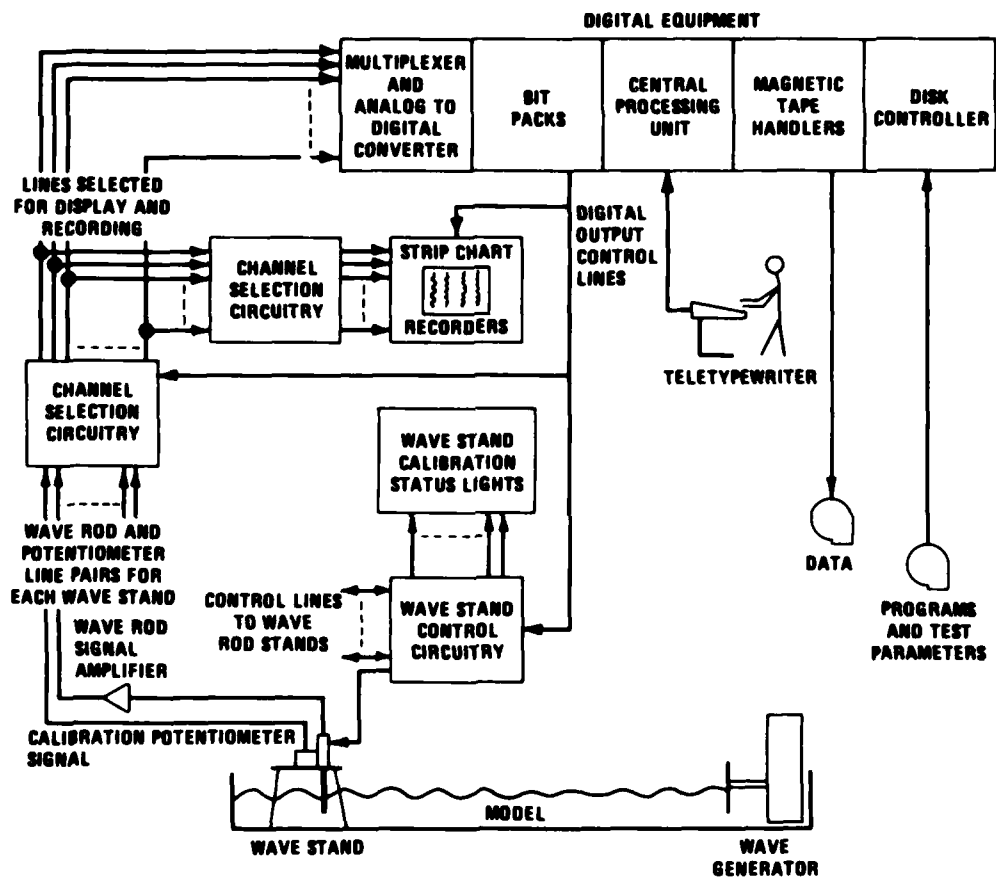 DIGITAL EQUIPMENT
MULTIPLEXER
AND
ANALOG TO
DIGITAL
CONVERTER
BIT
PACKS
CENTRAL
PROCESSING
UNIT
MAGNETIC
TAPE
HANDLERS
DISK
CONTROLLER
LINES SELECTED
FOR DISPLAY AND
RECORDING
CHANNEL
SELECTION
CIRCUITRY
STRIP CHART
RECORDERS
DIGITAL
OUTPUT
CONTROL
LINES
TELETYPEWRITER
CHANNEL
SELECTION
CIRCUITRY
WAVE STAND
CALIBRATION
STATUS LIGHTS
WAVE ROD AND
POTENTIOMETER
LINE PAIRS FOR
EACH WAVE STAND
DATA
CONTROL LINES
TO WAVE
ROD STANDS
WAVE STAND
CONTROL
CIRCUITRY
PROGRAMS
AND TEST
PARAMETERS
WAVE ROD
SIGNAL
AMPLIFIER
CALIBRATION POTENTIOMETER
SIGNAL
MODEL
WAVE STAND
WAVE
GENERATOR